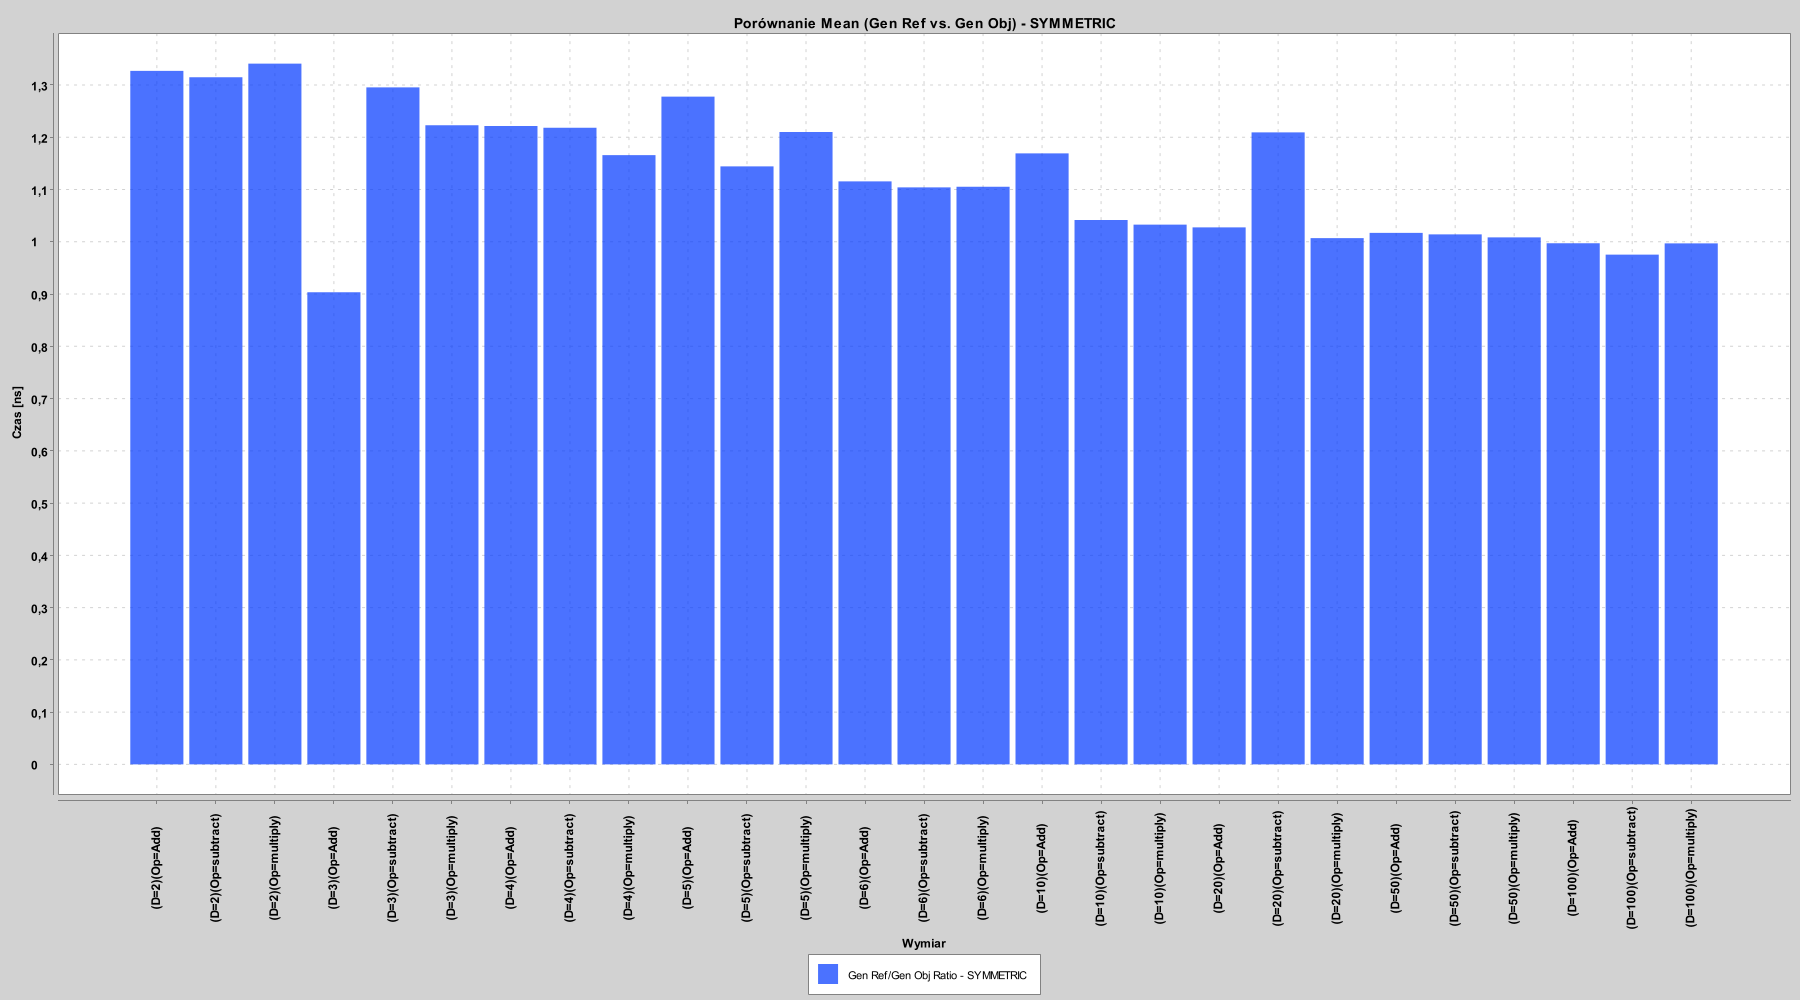 Porównanie Mean (Gen Ref vs. Gen Obj) - SYMMETRIC
1,3
1,2
1,1
1
0,9
0,8
0,7
0,6
0,5
0,4
0,3
0,2
0,1
0
Czas [ns]
(D=2)(Op=Add)
(D=2)(Op=subtract)
(D=2)(Op=multiply)
(D=3)(Op=Add)
(D=3)(Op=subtract)
(D=3)(Op=multiply)
(D=4)(Op=Add)
(D=4)(Op=subtract)
(D=4)(Op=multiply)
(D=5)(Op=Add)
(D=5)(Op=subtract)
(D=5)(Op=multiply)
(D=6)(Op=Add)
(D=6)(Op=subtract)
(D=6)(Op=multiply)
(D=10)(Op=Add)
(D=10)(Op=subtract)
(D=10)(Op=multiply)
(D=20)(Op=Add)
(D=20)(Op=subtract)
(D=20)(Op=multiply)
(D=50)(Op=Add)
(D=50)(Op=subtract)
(D=50)(Op=multiply)
(D=100)(Op=Add)
(D=100)(Op=subtract)
(D=100)(Op=multiply)
Wymiar
Gen Ref/Gen Obj Ratio - SYMMETRIC